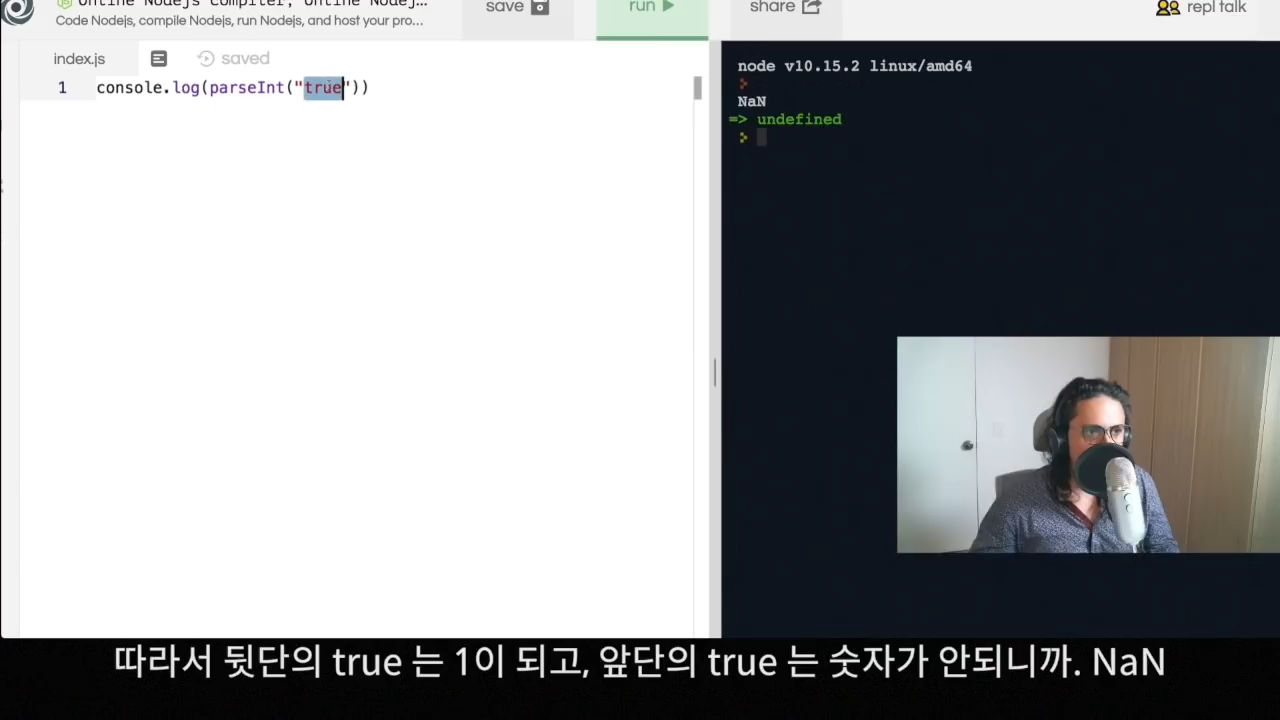 Online Nodejs compiler, Online Nodej...
Code Nodejs, compile Nodejs, run Nodejs, and host your pro...
save
run
share
repl talk
index.js
saved
1 console.log(parseInt("true"))
node v10.15.2 linux/amd64
NaN
=> undefined
따라서 뒷단의 true 는 1이 되고, 앞단의 true 는 숫자가 안되니까. NaN